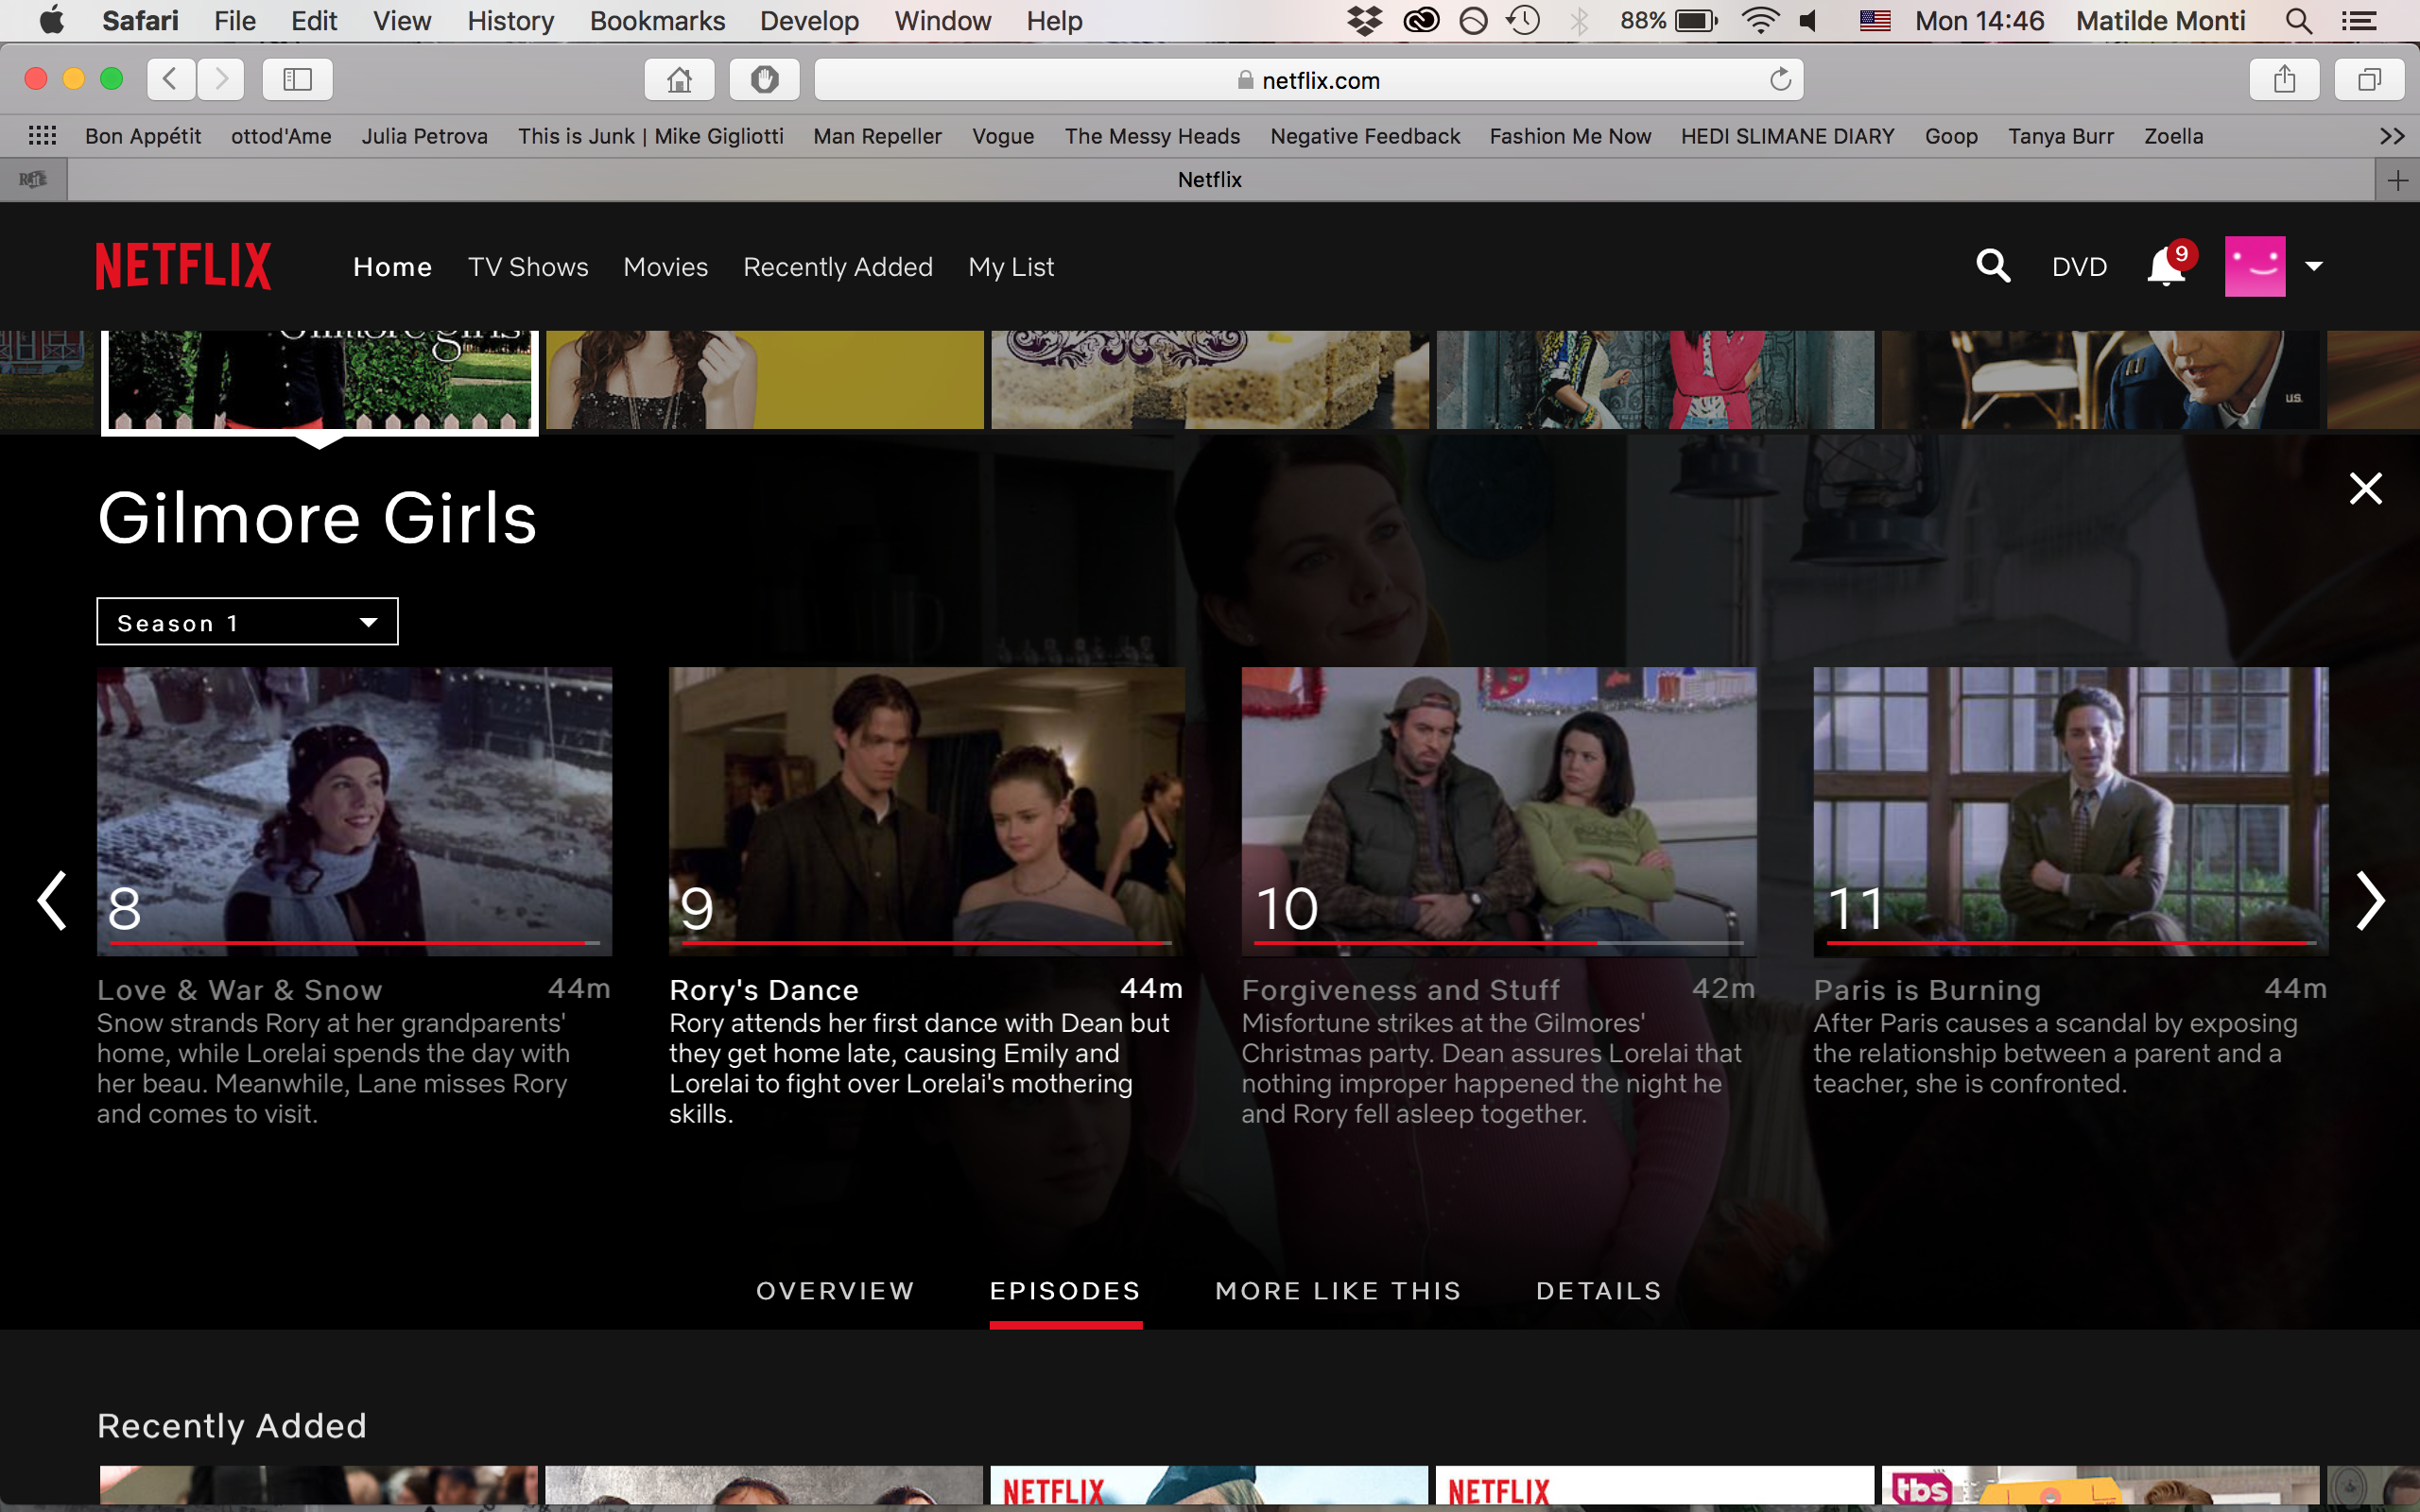 Safari File Edit View History Bookmarks Develop Window Help 88% Mon 14:46 Matilde Monti
netflix.com
Bon Appétit ottod'Ame Julia Petrova This is Junk | Mike Gigliotti Man Repeller Vogue The Messy Heads Negative Feedback Fashion Me Now HEDI SLIMANE DIARY Goop Tanya Burr Zoella
Netflix
NETFLIX Home TV Shows Movies Recently Added My List DVD 9
Gilmore girls
U.S.
Gilmore Girls
Season 1
8
9
10
11
Love & War & Snow 44m
Snow strands Rory at her grandparents'
home, while Lorelai spends the day with
her beau. Meanwhile, Lane misses Rory
and comes to visit.
Rory's Dance 44m
Rory attends her first dance with Dean but
they get home late, causing Emily and
Lorelai to fight over Lorelai's mothering
skills.
Forgiveness and Stuff 42m
Misfortune strikes at the Gilmores'
Christmas party. Dean assures Lorelai that
nothing improper happened the night he
and Rory fell asleep together.
Paris is Burning 44m
After Paris causes a scandal by exposing
the relationship between a parent and a
teacher, she is confronted.
OVERVIEW EPISODES MORE LIKE THIS DETAILS
Recently Added
NETFLIX
NETFLIX
tbs